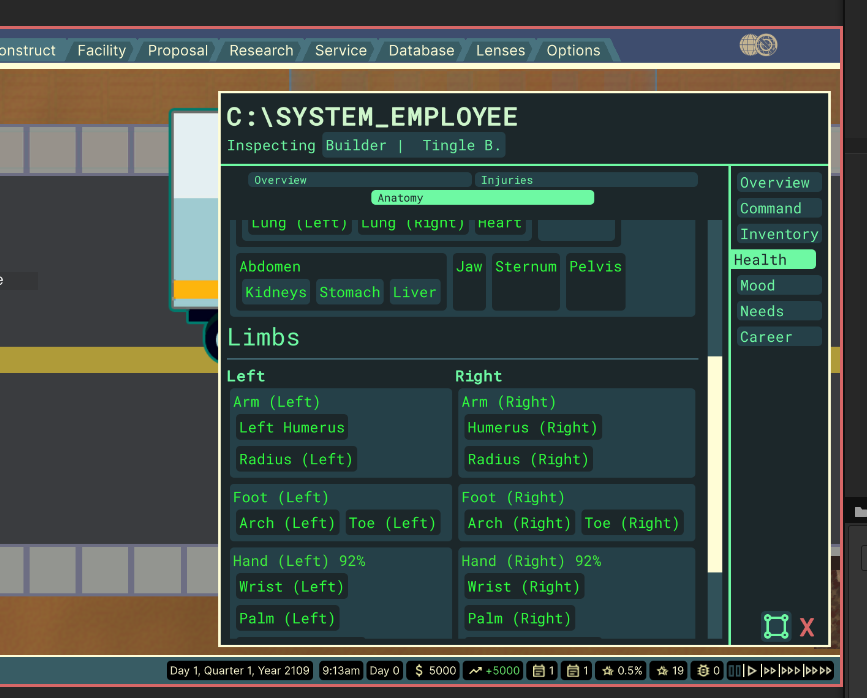 onstruct Facility Proposal Research Service Database Lenses Options
C:\SYSTEM_EMPLOYEE
Inspecting Builder | Tingle B.
Overview Injuries
Anatomy
Overview
Command
Inventory
Health
Mood
Needs
Career
Lung (Left) Lung (Right) Heart
Abdomen
Kidneys Stomach Liver
Jaw Sternum Pelvis
e
Limbs
Left Right
Arm (Left) Arm (Right)
Left Humerus Humerus (Right)
Radius (Left) Radius (Right)
Foot (Left) Foot (Right)
Arch (Left) Toe (Left) Arch (Right) Toe (Right)
Hand (Left) 92% Hand (Right) 92%
Wrist (Left) Wrist (Right)
Palm (Left) Palm (Right)
X
Day 1, Quarter 1, Year 2109 9:13am Day 0 $ 5000 +5000 1 1 0.5% 19 0